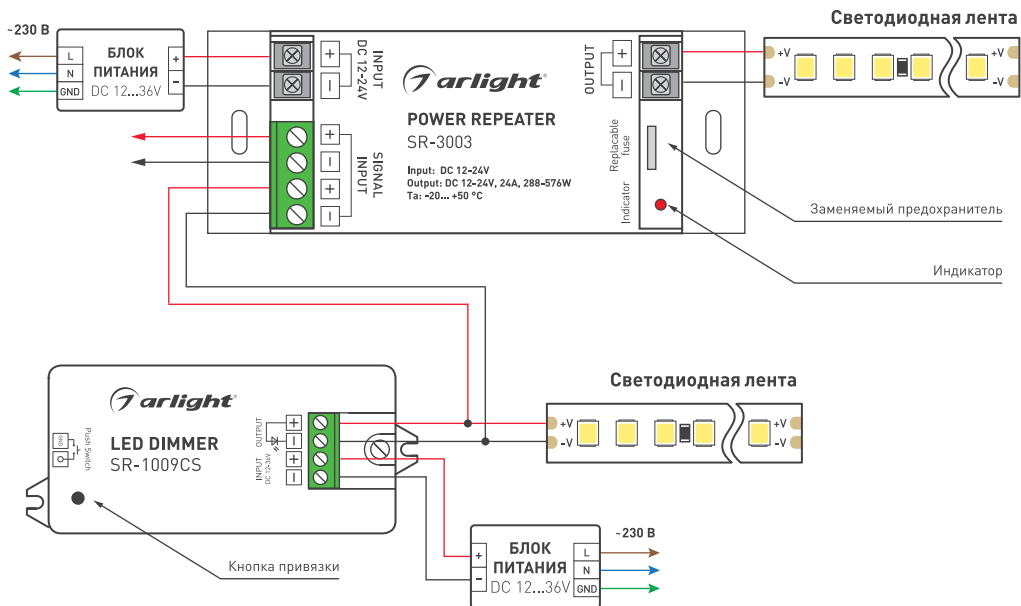 ~230 В
L
N
GND
БЛОК
ПИТАНИЯ
DC 12...36V
+
−
+
−
INPUT
DC 12-24V
+
−
+
−
SIGNAL
INPUT
arlight®
POWER REPEATER
SR-3003
Input: DC 12-24V
Output: DC 12-24V, 24A, 288-576W
Ta: -20... +50 °C
OUTPUT
+
−
Replacable
fuse
Indicator
Светодиодная лента
+V
-V
+V
-V
Заменяемый предохранитель
Индикатор
arlight®
LED DIMMER
SR-1009CS
Push Switch
OUTPUT
INPUT
DC 12-36V
+
−
+
−
Светодиодная лента
+V
-V
+V
-V
Кнопка привязки
+
−
БЛОК
ПИТАНИЯ
DC 12...36V
L
N
GND
~230 В